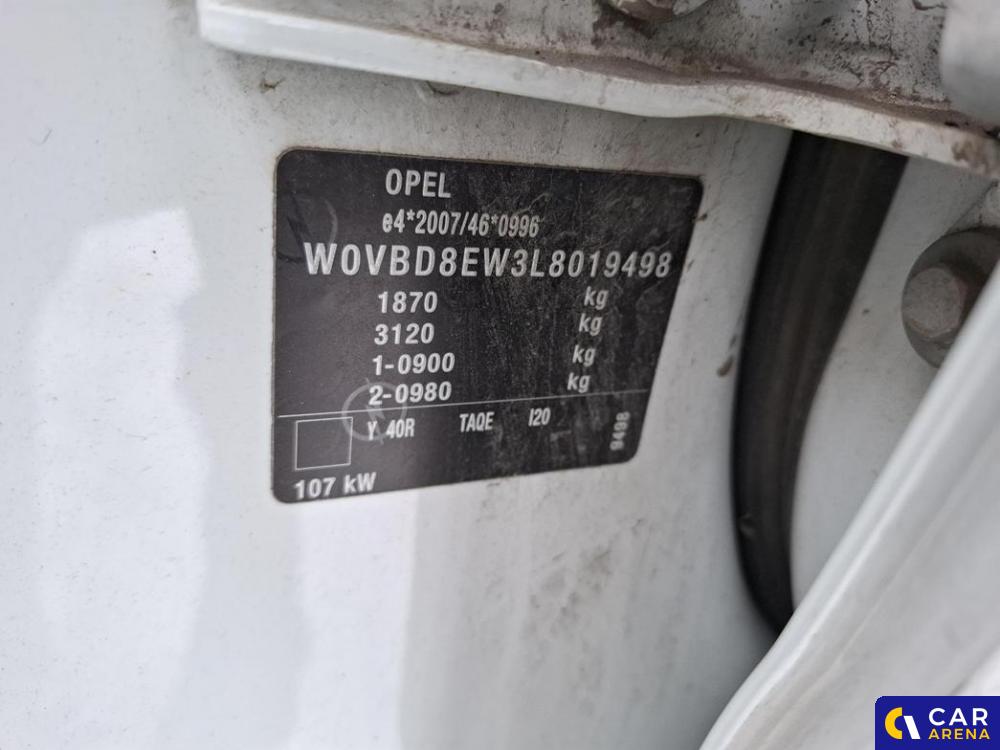 OPEL
e4*2007/46*0996
W0VBD8EW3L8019498
1870 kg
3120 kg
1-0900 kg
2-0980 kg
Y 40R TAQE I20
9498
107 kW
CAR
ARENA